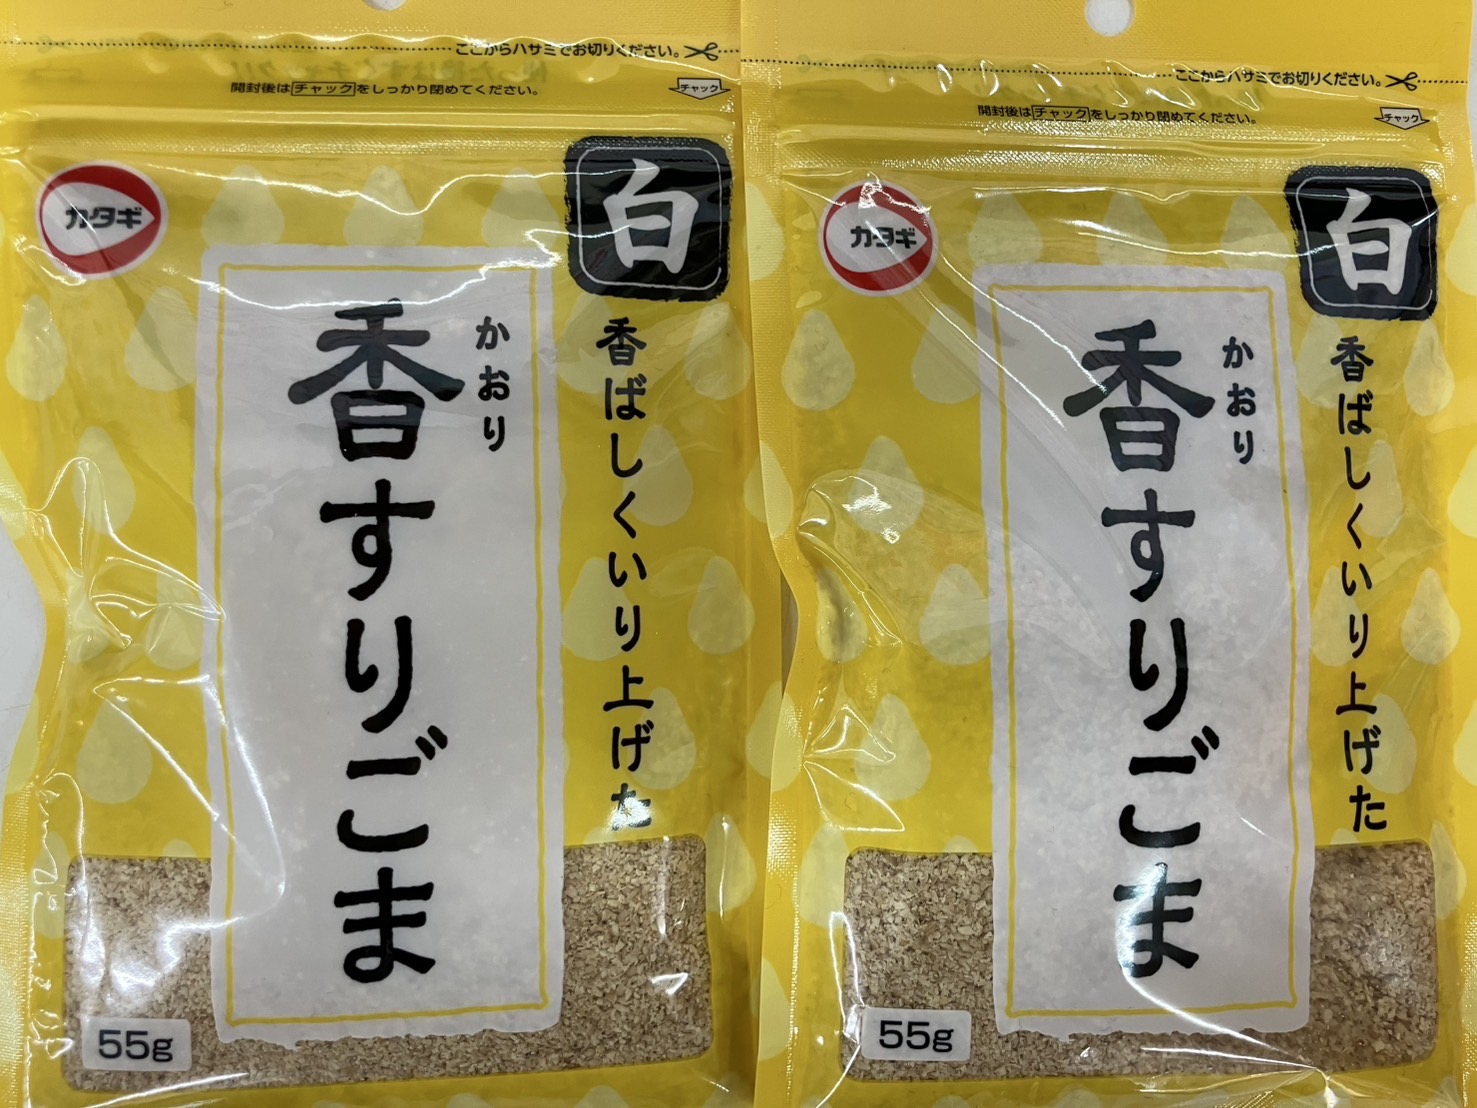 ここからハサミでお切りください。
開封後はチャックをしっかり閉めてください。
チャック
カタギ
白
香ばしくいり上げた
かおり
香すりごま
55g
ここからハサミでお切りください。
開封後はチャックをしっかり閉めてください。
チャック
カタギ
白
香ばしくいり上げた
かおり
香すりごま
55g